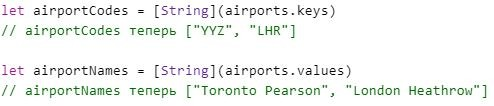 let airportCodes = [String](airports.keys)
// airportCodes теперь ["YYZ", "LHR"]
let airportNames = [String](airports.values)
// airportNames теперь ["Toronto Pearson", "London Heathrow"]